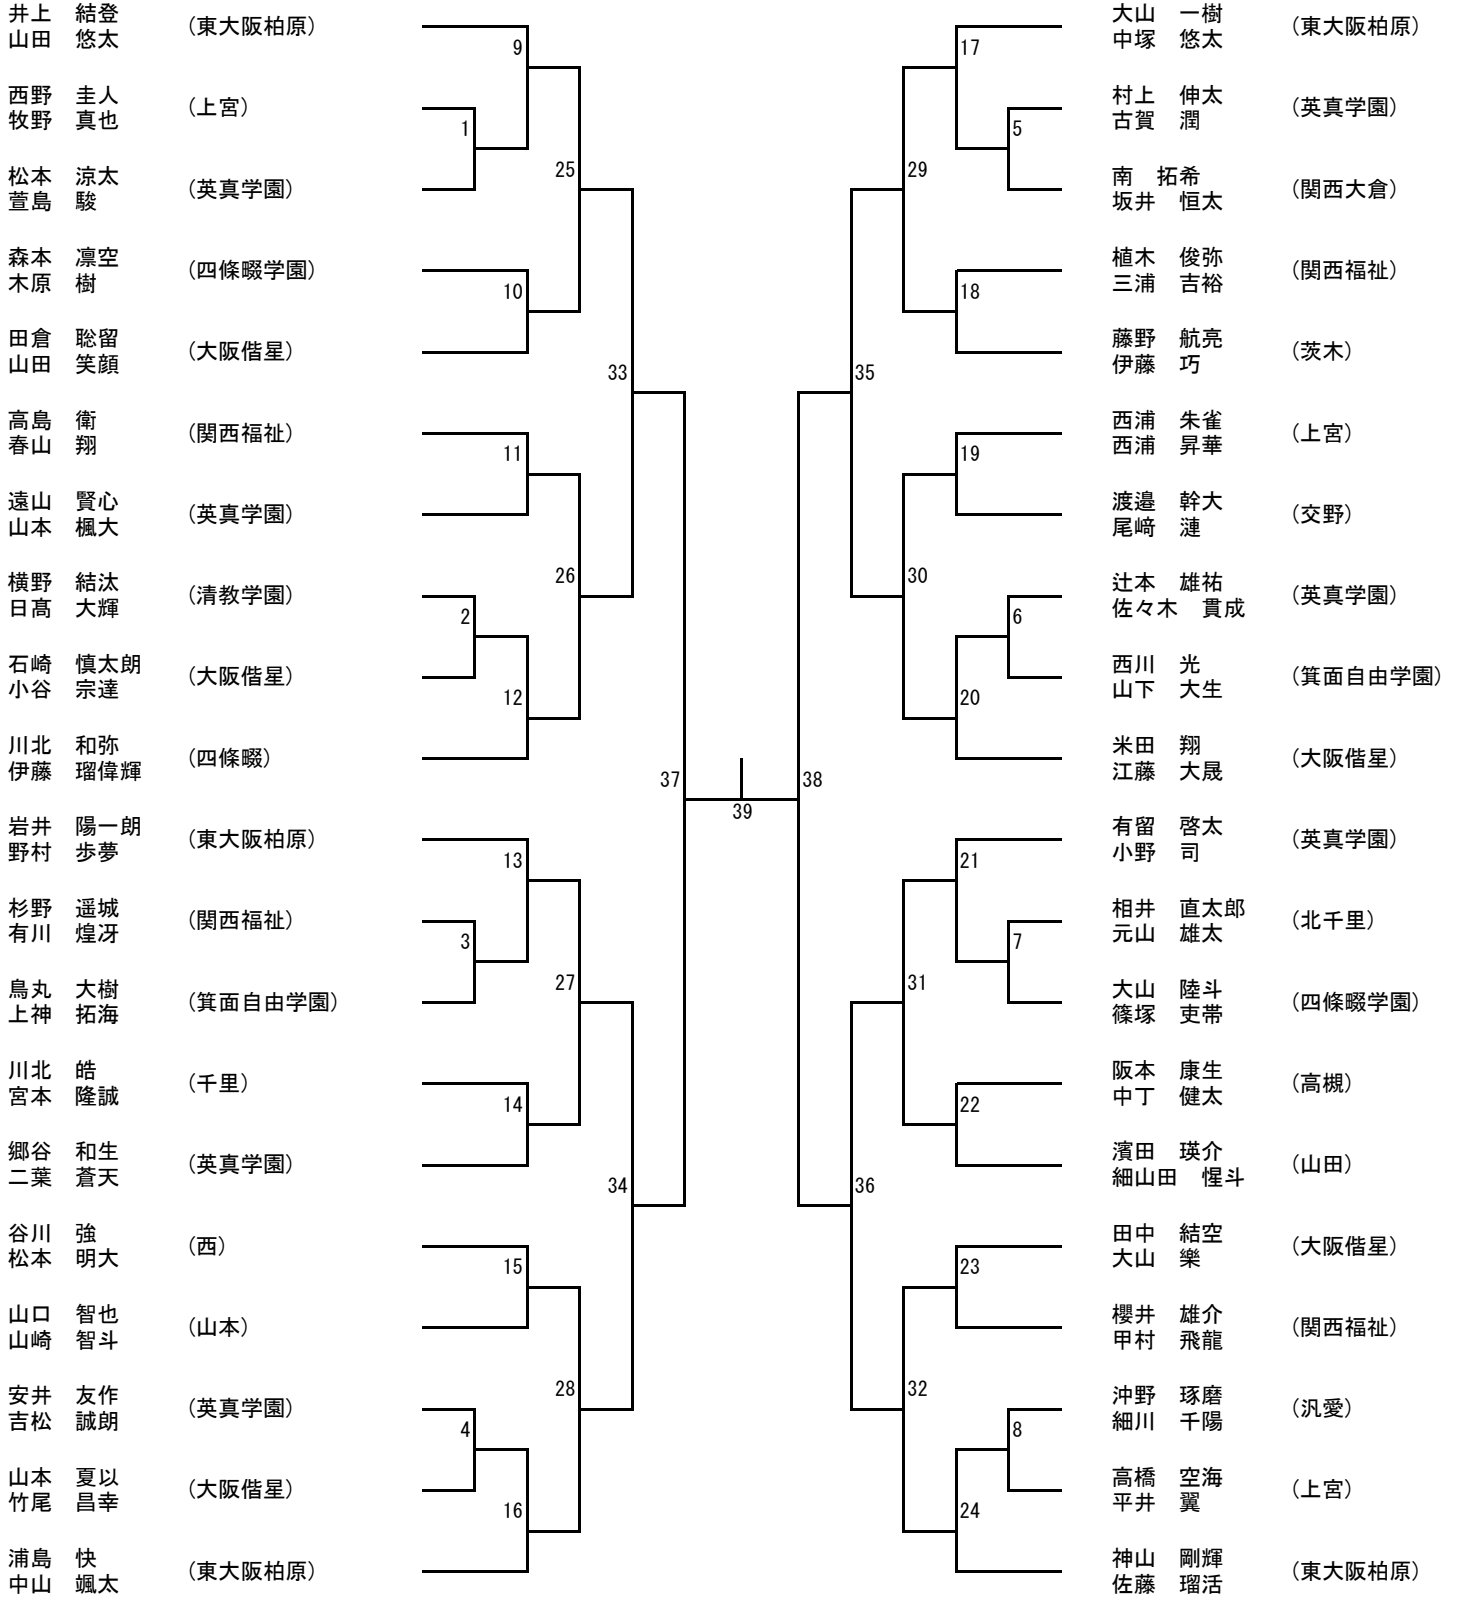 井上　結登
山田　悠太
（東大阪柏原）
西野　圭人
牧野　真也
（上宮）
松本　涼太
萱島　駿
（英真学園）
森本　凛空
木原　樹
（四條畷学園）
田倉　聡留
山田　笑顔
（大阪偕星）
高島　衛
春山　翔
（関西福祉）
遠山　賢心
山本　楓大
（英真学園）
横野　結汰
日髙　大輝
（清教学園）
石崎　慎太朗
小谷　宗達
（大阪偕星）
川北　和弥
伊藤　瑠偉輝
（四條畷）
岩井　陽一朗
野村　歩夢
（東大阪柏原）
杉野　遥城
有川　煌冴
（関西福祉）
鳥丸　大樹
上神　拓海
（箕面自由学園）
川北　皓
宮本　隆誠
（千里）
郷谷　和生
二葉　蒼天
（英真学園）
谷川　強
松本　明大
（西）
山口　智也
山崎　智斗
（山本）
安井　友作
吉松　誠朗
（英真学園）
山本　夏以
竹尾　昌幸
（大阪偕星）
浦島　快
中山　颯太
（東大阪柏原）
9
1
25
10
33
11
26
2
12
37
13
3
27
14
34
15
28
4
16
39
17
5
29
18
35
19
30
6
20
38
21
7
31
22
36
23
32
8
24
大山　一樹
中塚　悠太
（東大阪柏原）
村上　伸太
古賀　潤
（英真学園）
南　拓希
坂井　恒太
（関西大倉）
植木　俊弥
三浦　吉裕
（関西福祉）
藤野　航亮
伊藤　巧
（茨木）
西浦　朱雀
西浦　昇華
（上宮）
渡邉　幹大
尾﨑　漣
（交野）
辻本　雄祐
佐々木　貫成
（英真学園）
西川　光
山下　大生
（箕面自由学園）
米田　翔
江藤　大晟
（大阪偕星）
有留　啓太
小野　司
（英真学園）
相井　直太郎
元山　雄太
（北千里）
大山　陸斗
篠塚　吏帯
（四條畷学園）
阪本　康生
中丁　健太
（高槻）
濱田　瑛介
細山田　惺斗
（山田）
田中　結空
大山　樂
（大阪偕星）
櫻井　雄介
甲村　飛龍
（関西福祉）
沖野　琢磨
細川　千陽
（汎愛）
高橋　空海
平井　翼
（上宮）
神山　剛輝
佐藤　瑠活
（東大阪柏原）